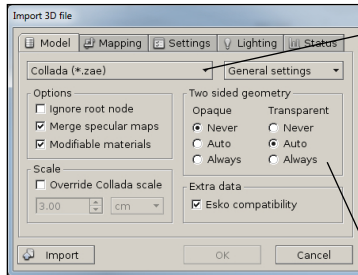 Import 3D file
Model Mapping Settings Lighting Status
Collada (*.zae) General settings
Options
Ignore root node
Merge specular maps
Modifiable materials
Scale
Override Collada scale
3.00 cm
Two sided geometry
Opaque Transparent
Never Never
Auto Auto
Always Always
Extra data
Esko compatibility
Import OK Cancel